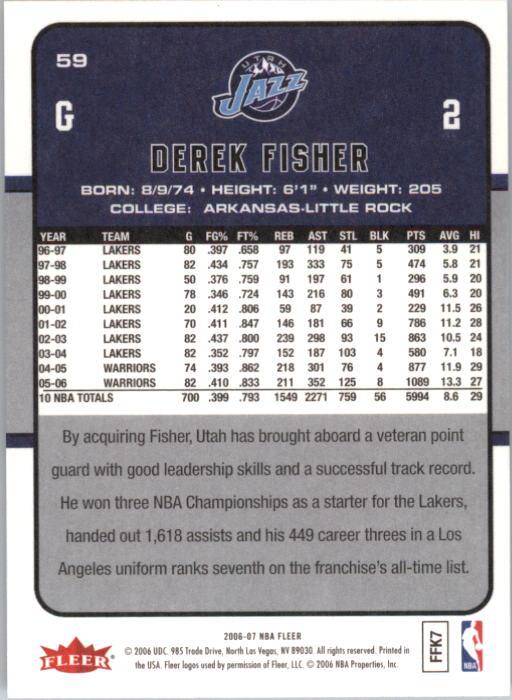 59
UTAH
JAZZ
G
2
DEREK FISHER
BORN: 8/9/74 • HEIGHT: 6'1" • WEIGHT: 205
COLLEGE: ARKANSAS-LITTLE ROCK
YEAR TEAM G FG% FT% REB AST STL BLK PTS AVG HI
96-97 LAKERS 80 .397 .658 97 119 41 5 309 3.9 21
97-98 LAKERS 82 .434 .757 193 333 75 5 474 5.8 21
98-99 LAKERS 50 .376 .759 91 197 61 1 296 5.9 20
99-00 LAKERS 78 .346 .724 143 216 80 3 491 6.3 20
00-01 LAKERS 20 .412 .806 59 87 39 2 229 11.5 26
01-02 LAKERS 70 .411 .847 146 181 66 9 786 11.2 28
02-03 LAKERS 82 .437 .800 239 298 93 15 863 10.5 24
03-04 LAKERS 82 .352 .797 152 187 103 4 580 7.1 18
04-05 WARRIORS 74 .393 .862 218 301 76 4 877 11.9 29
05-06 WARRIORS 82 .410 .833 211 352 125 8 1089 13.3 27
10 NBA TOTALS 700 .399 .793 1549 2271 759 56 5994 8.6 29
By acquiring Fisher, Utah has brought aboard a veteran point
guard with good leadership skills and a successful track record.
He won three NBA Championships as a starter for the Lakers,
handed out 1,618 assists and his 449 career threes in a Los
Angeles uniform ranks seventh on the franchise's all-time list.
2006-07 NBA FLEER
© 2006 UDC. 985 Trade Drive, North Las Vegas, NV 89030. All rights reserved. Printed in
the USA. Fleer logos used by permission of Fleer, LLC. © 2006 NBA Properties, Inc.
FLEER
FFK7
NBA